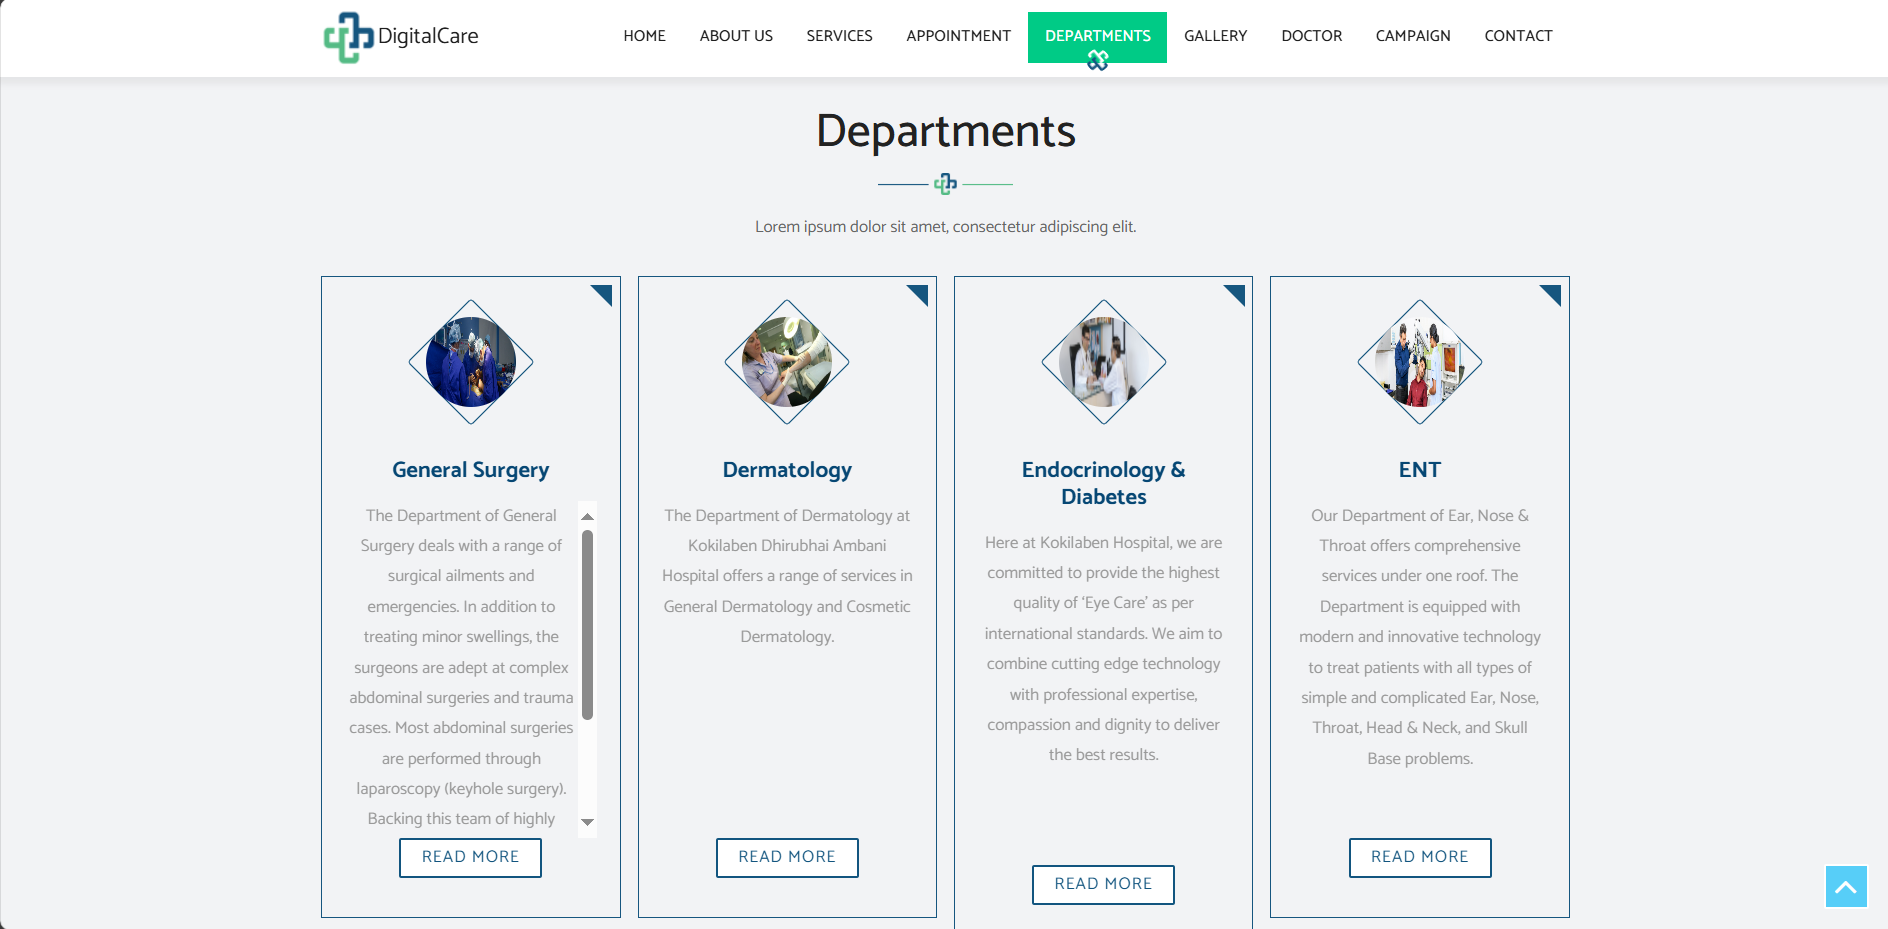 DigitalCare
HOME
ABOUT US
SERVICES
APPOINTMENT
DEPARTMENTS
GALLERY
DOCTOR
CAMPAIGN
CONTACT
Departments
Lorem ipsum dolor sit amet, consectetur adipiscing elit.
General Surgery
The Department of General
Surgery deals with a range of
surgical ailments and
emergencies. In addition to
treating minor swellings, the
surgeons are adept at complex
abdominal surgeries and trauma
cases. Most abdominal surgeries
are performed through
laparoscopy (keyhole surgery).
Backing this team of highly
READ MORE
Dermatology
The Department of Dermatology at
Kokilaben Dhirubhai Ambani
Hospital offers a range of services in
General Dermatology and Cosmetic
Dermatology.
READ MORE
Endocrinology &
Diabetes
Here at Kokilaben Hospital, we are
committed to provide the highest
quality of ‘Eye Care’ as per
international standards. We aim to
combine cutting edge technology
with professional expertise,
compassion and dignity to deliver
the best results.
READ MORE
ENT
Our Department of Ear, Nose &
Throat offers comprehensive
services under one roof. The
Department is equipped with
modern and innovative technology
to treat patients with all types of
simple and complicated Ear, Nose,
Throat, Head & Neck, and Skull
Base problems.
READ MORE